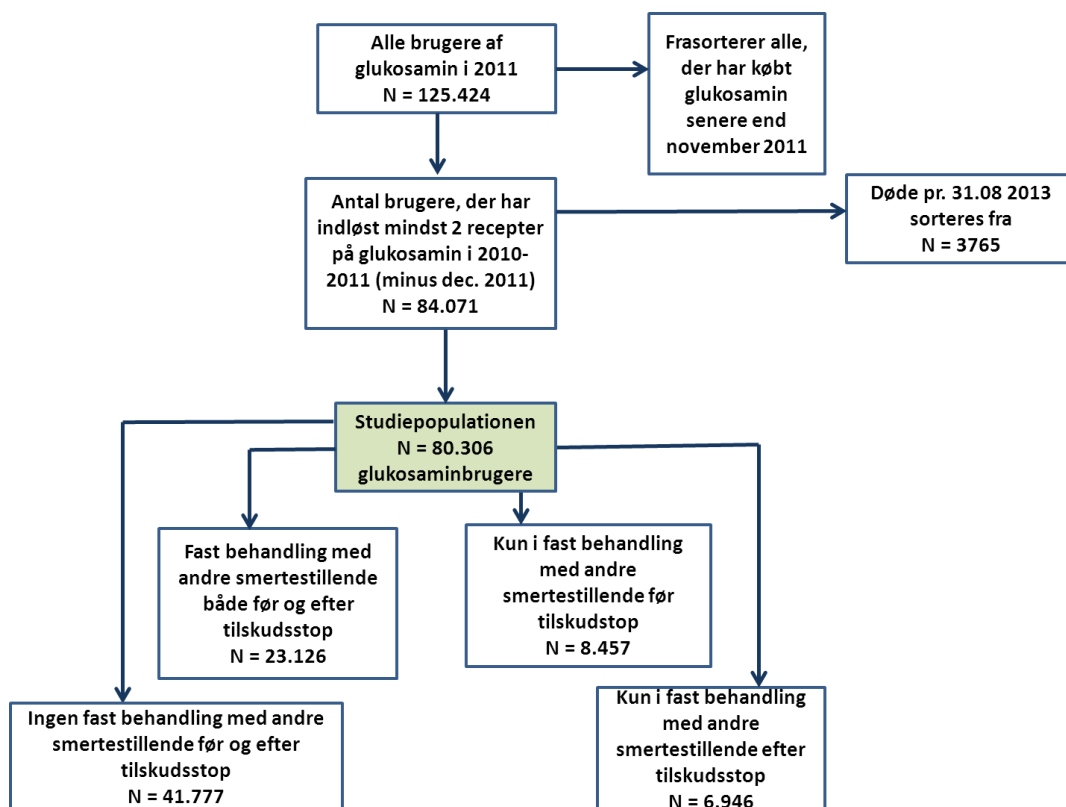 Alle brugere af
glukosamin i 2011
N = 125.424
Frasorterer alle,
der har købt
glukosamin
senere end
november 2011
Antal brugere, der har
indløst mindst 2 recepter
på glukosamin i 2010-
2011 (minus dec. 2011)
N = 84.071
Døde pr. 31.08 2013
sorteres fra
N = 3765
Studiepopulationen
N = 80.306
glukosaminbrugere
Fast behandling med
andre smertestillende
både før og efter
tilskudsstop
N = 23.126
Kun i fast behandling
med andre
smertestillende før
tilskudstop
N = 8.457
Ingen fast behandling med andre
smertestillende før og efter
tilskudsstop
N = 41.777
Kun i fast behandling
med andre
smertestillende efter
tilskudsstop
N = 6.946